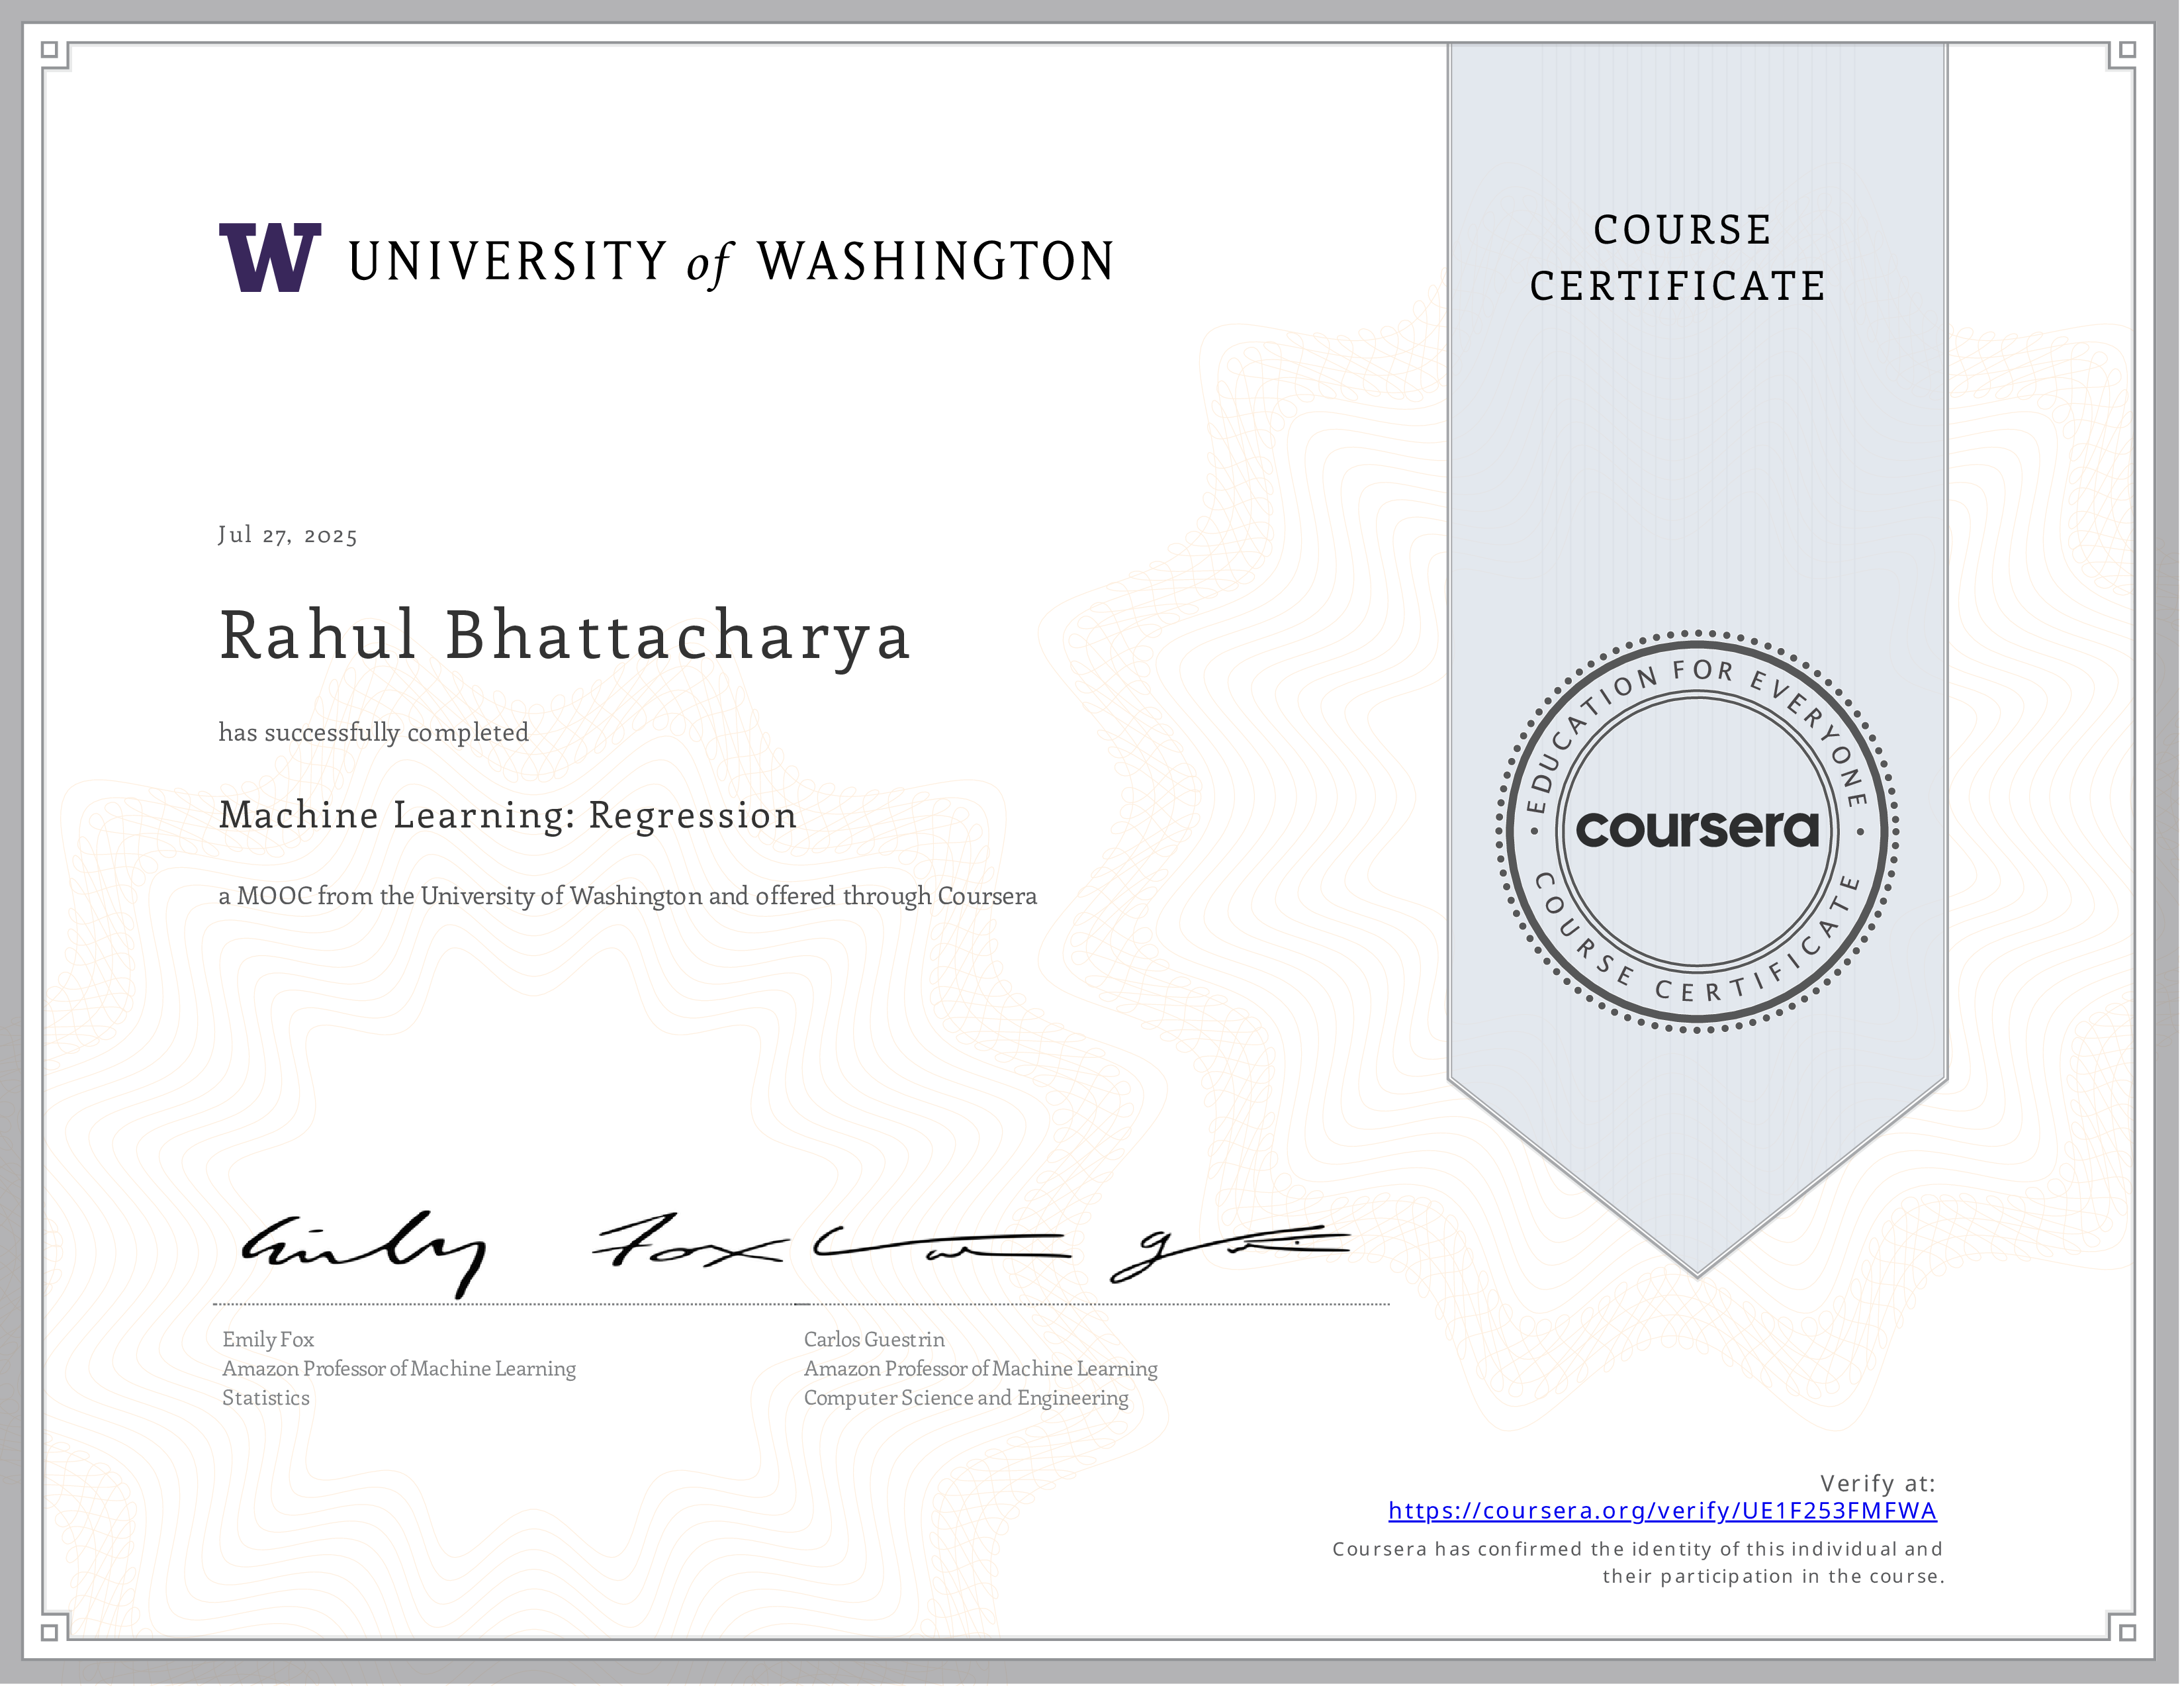 W UNIVERSITY of WASHINGTON
COURSE
CERTIFICATE
Jul 27, 2025
Rahul Bhattacharya
has successfully completed
Machine Learning: Regression
a MOOC from the University of Washington and offered through Coursera
EDUCATION FOR EVERYONE
coursera
COURSE CERTIFICATE
Emily Fox
Emily Fox
Amazon Professor of Machine Learning
Statistics
Carlos Guestrin
Amazon Professor of Machine Learning
Computer Science and Engineering
Verify at:
https://coursera.org/verify/UE1F253FMFWA
Coursera has confirmed the identity of this individual and
their participation in the course.